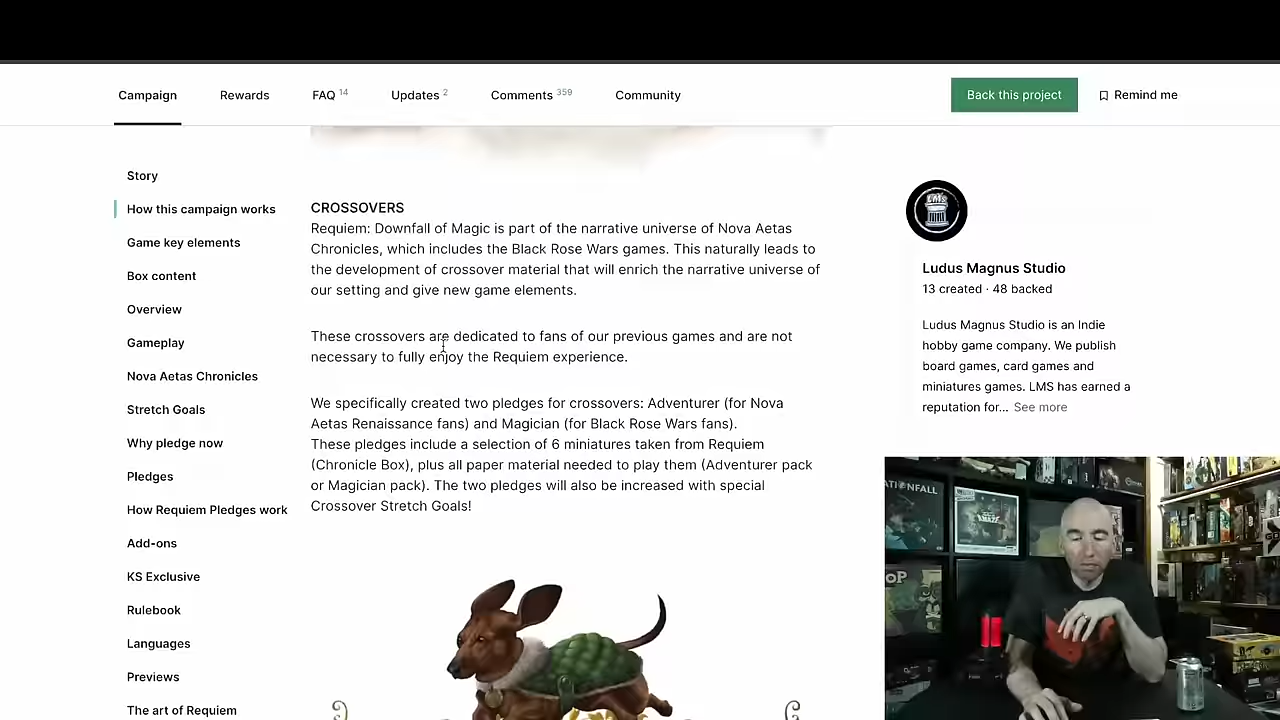 Campaign
Rewards
FAQ 14
Updates 2
Comments 359
Community
Back this project
Remind me
Story
How this campaign works
Game key elements
Box content
Overview
Gameplay
Nova Aetas Chronicles
Stretch Goals
Why pledge now
Pledges
How Requiem Pledges work
Add-ons
KS Exclusive
Rulebook
Languages
Previews
The art of Requiem
CROSSOVERS
Requiem: Downfall of Magic is part of the narrative universe of Nova Aetas
Chronicles, which includes the Black Rose Wars games. This naturally leads to
the development of crossover material that will enrich the narrative universe of
our setting and give new game elements.
These crossovers are dedicated to fans of our previous games and are not
necessary to fully enjoy the Requiem experience.
We specifically created two pledges for crossovers: Adventurer (for Nova
Aetas Renaissance fans) and Magician (for Black Rose Wars fans).
These pledges include a selection of 6 miniatures taken from Requiem
(Chronicle Box), plus all paper material needed to play them (Adventurer pack
or Magician pack). The two pledges will also be increased with special
Crossover Stretch Goals!
LMS
Ludus Magnus Studio
13 created · 48 backed
Ludus Magnus Studio is an Indie
hobby game company. We publish
board games, card games and
miniatures games. LMS has earned a
reputation for... See more